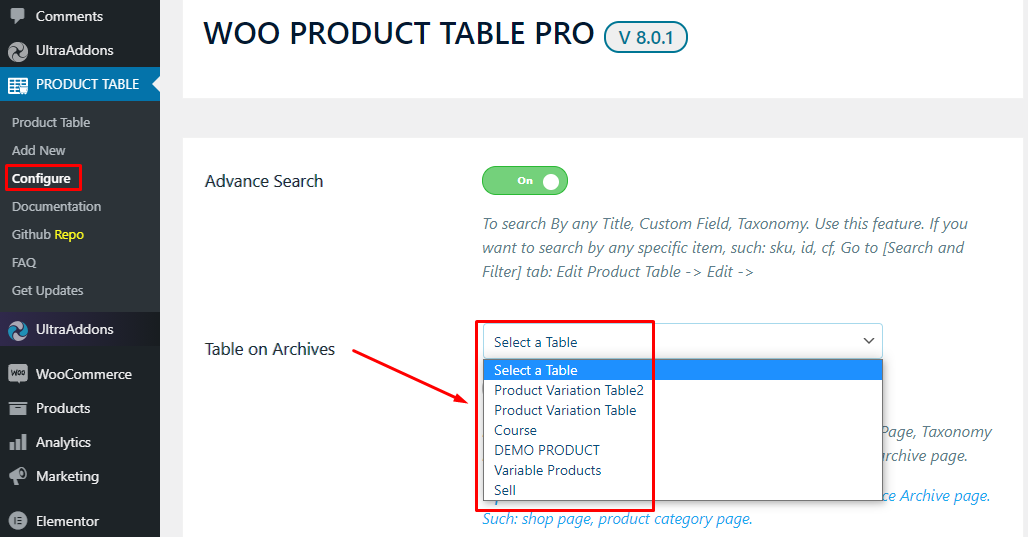 Comments
UltraAddons
PRODUCT TABLE
Product Table
Add New
Configure
Documentation
Github Repo
FAQ
Get Updates
UltraAddons
WooCommerce
Products
Analytics
Marketing
Elementor
WOO PRODUCT TABLE PRO V 8.0.1
Advance Search
On
To search By any Title, Custom Field, Taxonomy. Use this feature. If you
want to search by any specific item, such: sku, id, cf, Go to [Search and
Filter] tab: Edit Product Table -> Edit ->
Table on Archives
Select a Table
Select a Table
Product Variation Table2
Product Variation Table
Course
DEMO PRODUCT
Variable Products
Sell
Page, Taxonomy
archive page.
Archive page.
Such: shop page, product category page.